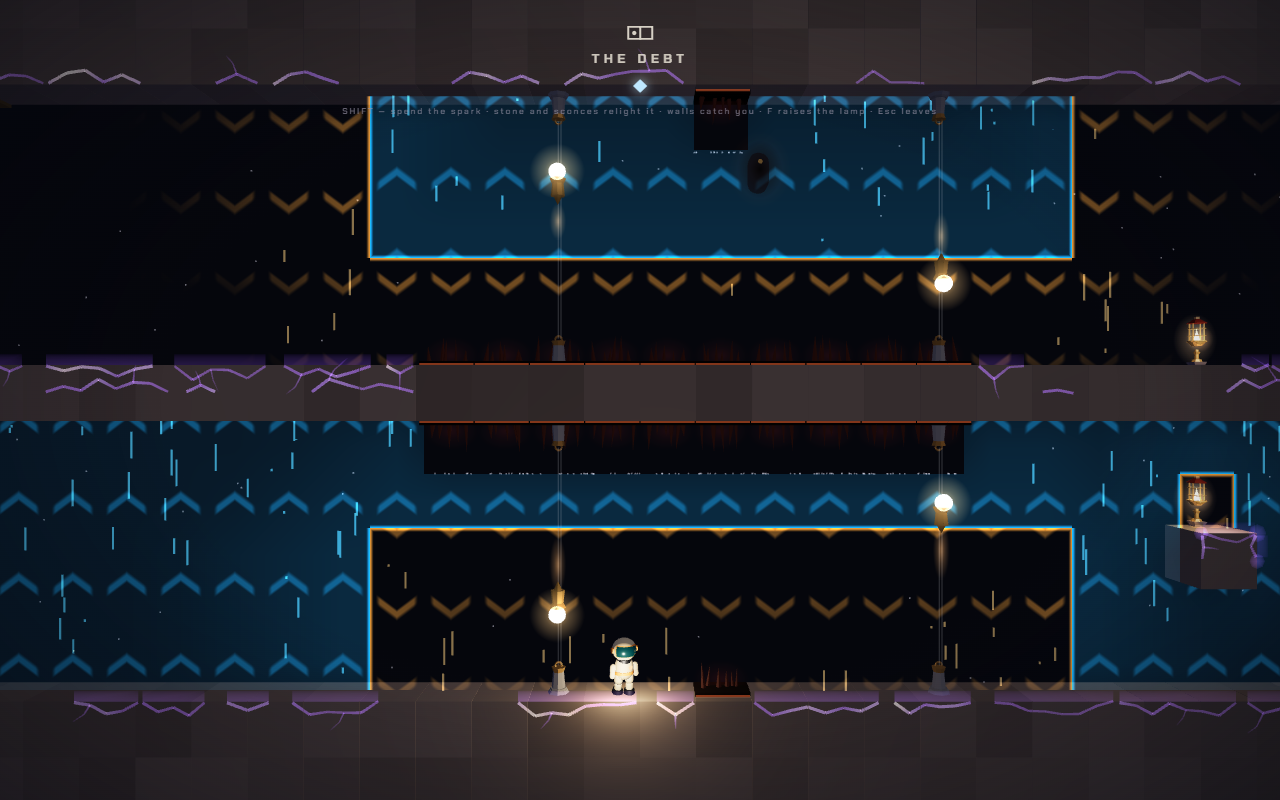 THE DEBT
SHIFT — spend the spark · stone and sconces relight it · walls catch you · F raises the lamp · Esc leaves